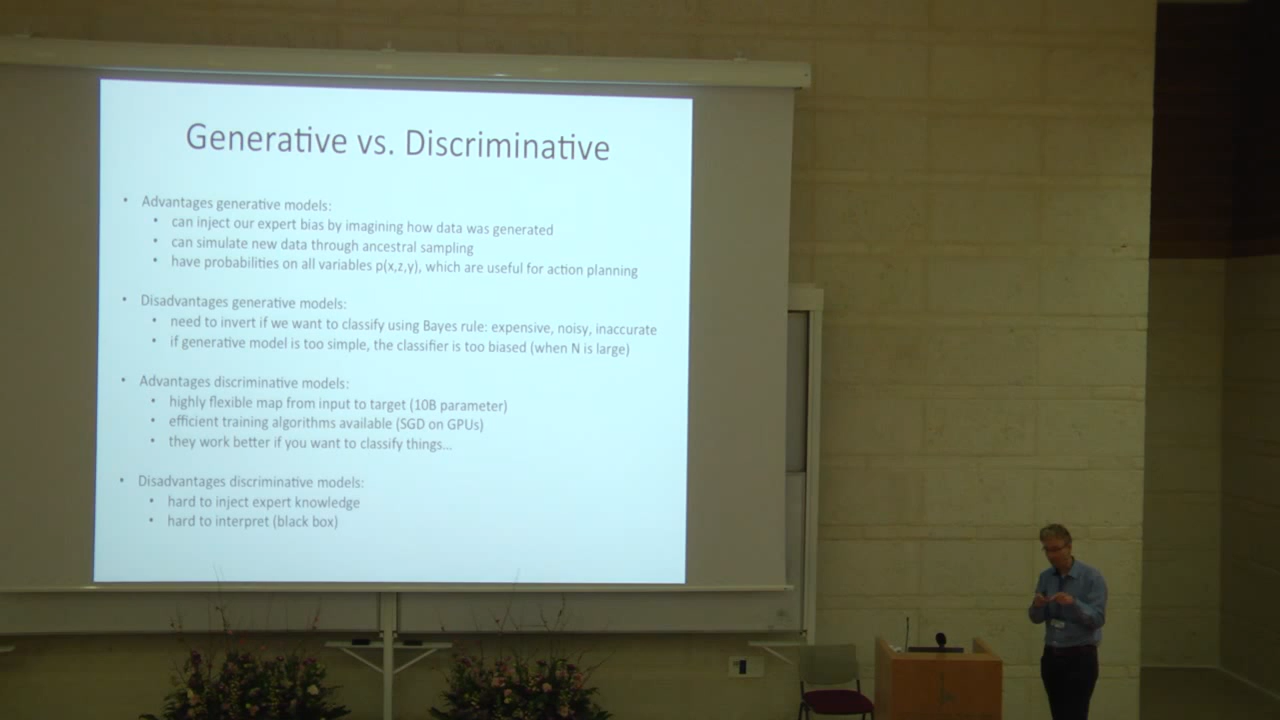 Generative vs. Discriminative
• Advantages generative models:
• can inject our expert bias by imagining how data was generated
• can simulate new data through ancestral sampling
• have probabilities on all variables p(x,z,y), which are useful for action planning
• Disadvantages generative models:
• need to invert if we want to classify using Bayes rule: expensive, noisy, inaccurate
• if generative model is too simple, the classifier is too biased (when N is large)
• Advantages discriminative models:
• highly flexible map from input to target (10B parameter)
• efficient training algorithms available (SGD on GPUs)
• they work better if you want to classify things...
• Disadvantages discriminative models:
• hard to inject expert knowledge
• hard to interpret (black box)